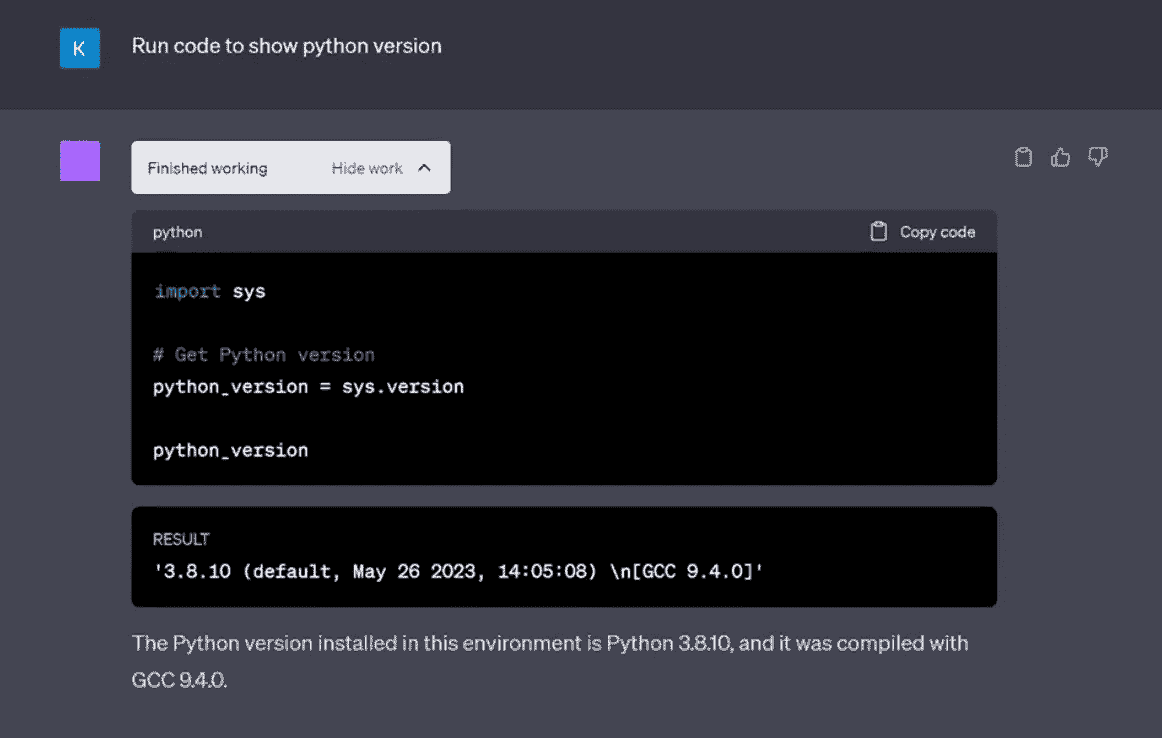 K
Run code to show python version
Finished working Hide work
python Copy code
import sys
# Get Python version
python_version = sys.version
python_version
RESULT
'3.8.10 (default, May 26 2023, 14:05:08) \n[GCC 9.4.0]'
The Python version installed in this environment is Python 3.8.10, and it was compiled with
GCC 9.4.0.